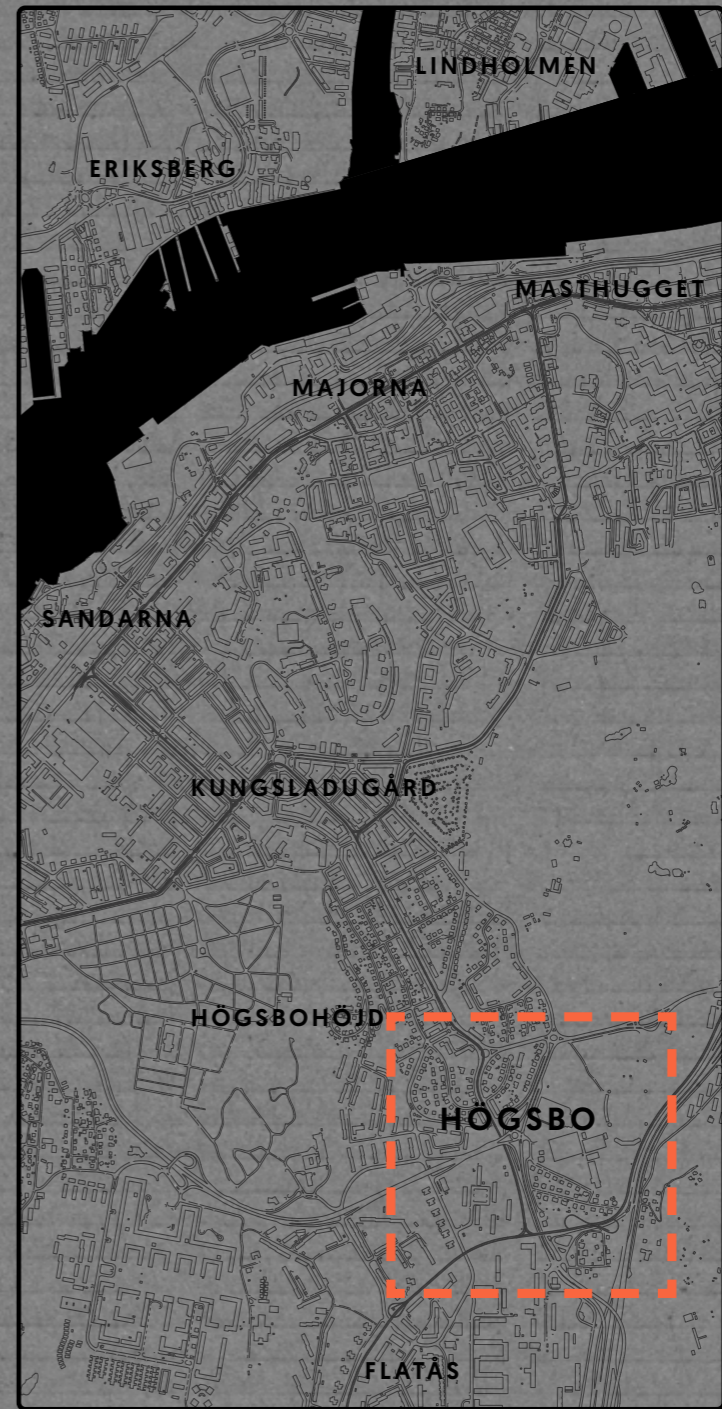 LINDHOLMEN
ERIKSBERG
MASTHUGGET
MAJORNA
SANDARNA
KUNGSLADUGÅRD
HÖGSBOHÖJD
HÖGSBO
FLATÅS